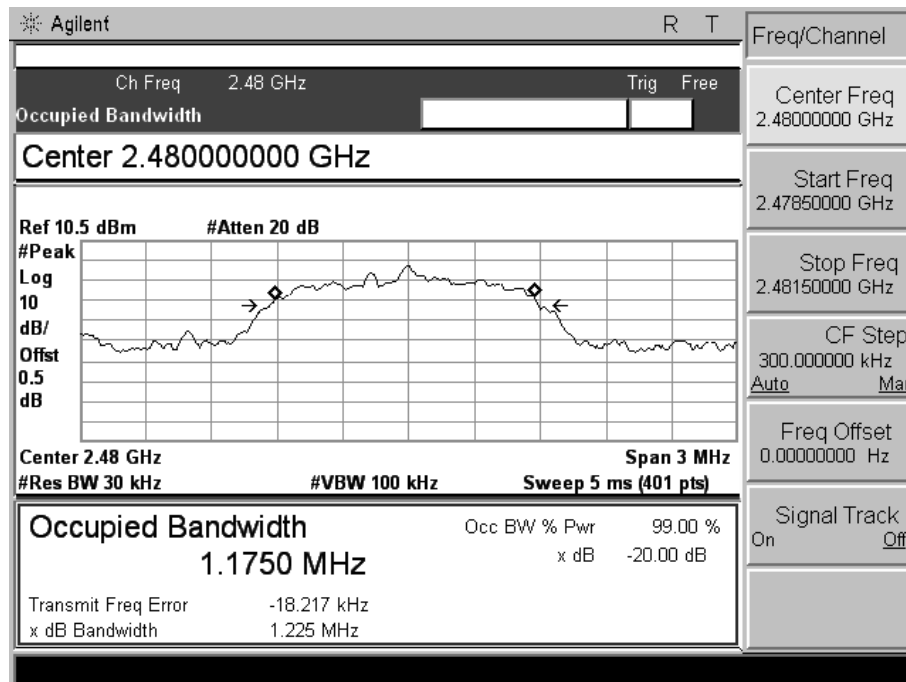 Agilent R T
Ch Freq 2.48 GHz Trig Free
Occupied Bandwidth
Center 2.480000000 GHz
Ref 10.5 dBm #Atten 20 dB
#Peak
Log
10
dB/
Offst
0.5
dB
Center 2.48 GHz Span 3 MHz
#Res BW 30 kHz #VBW 100 kHz Sweep 5 ms (401 pts)
Occupied Bandwidth Occ BW % Pwr 99.00 %
1.1750 MHz x dB -20.00 dB
Transmit Freq Error -18.217 kHz
x dB Bandwidth 1.225 MHz
Freq/Channel
Center Freq
2.48000000 GHz
Start Freq
2.47850000 GHz
Stop Freq
2.48150000 GHz
CF Step
300.000000 kHz
Auto Ma
Freq Offset
0.00000000 Hz
Signal Track
On Off